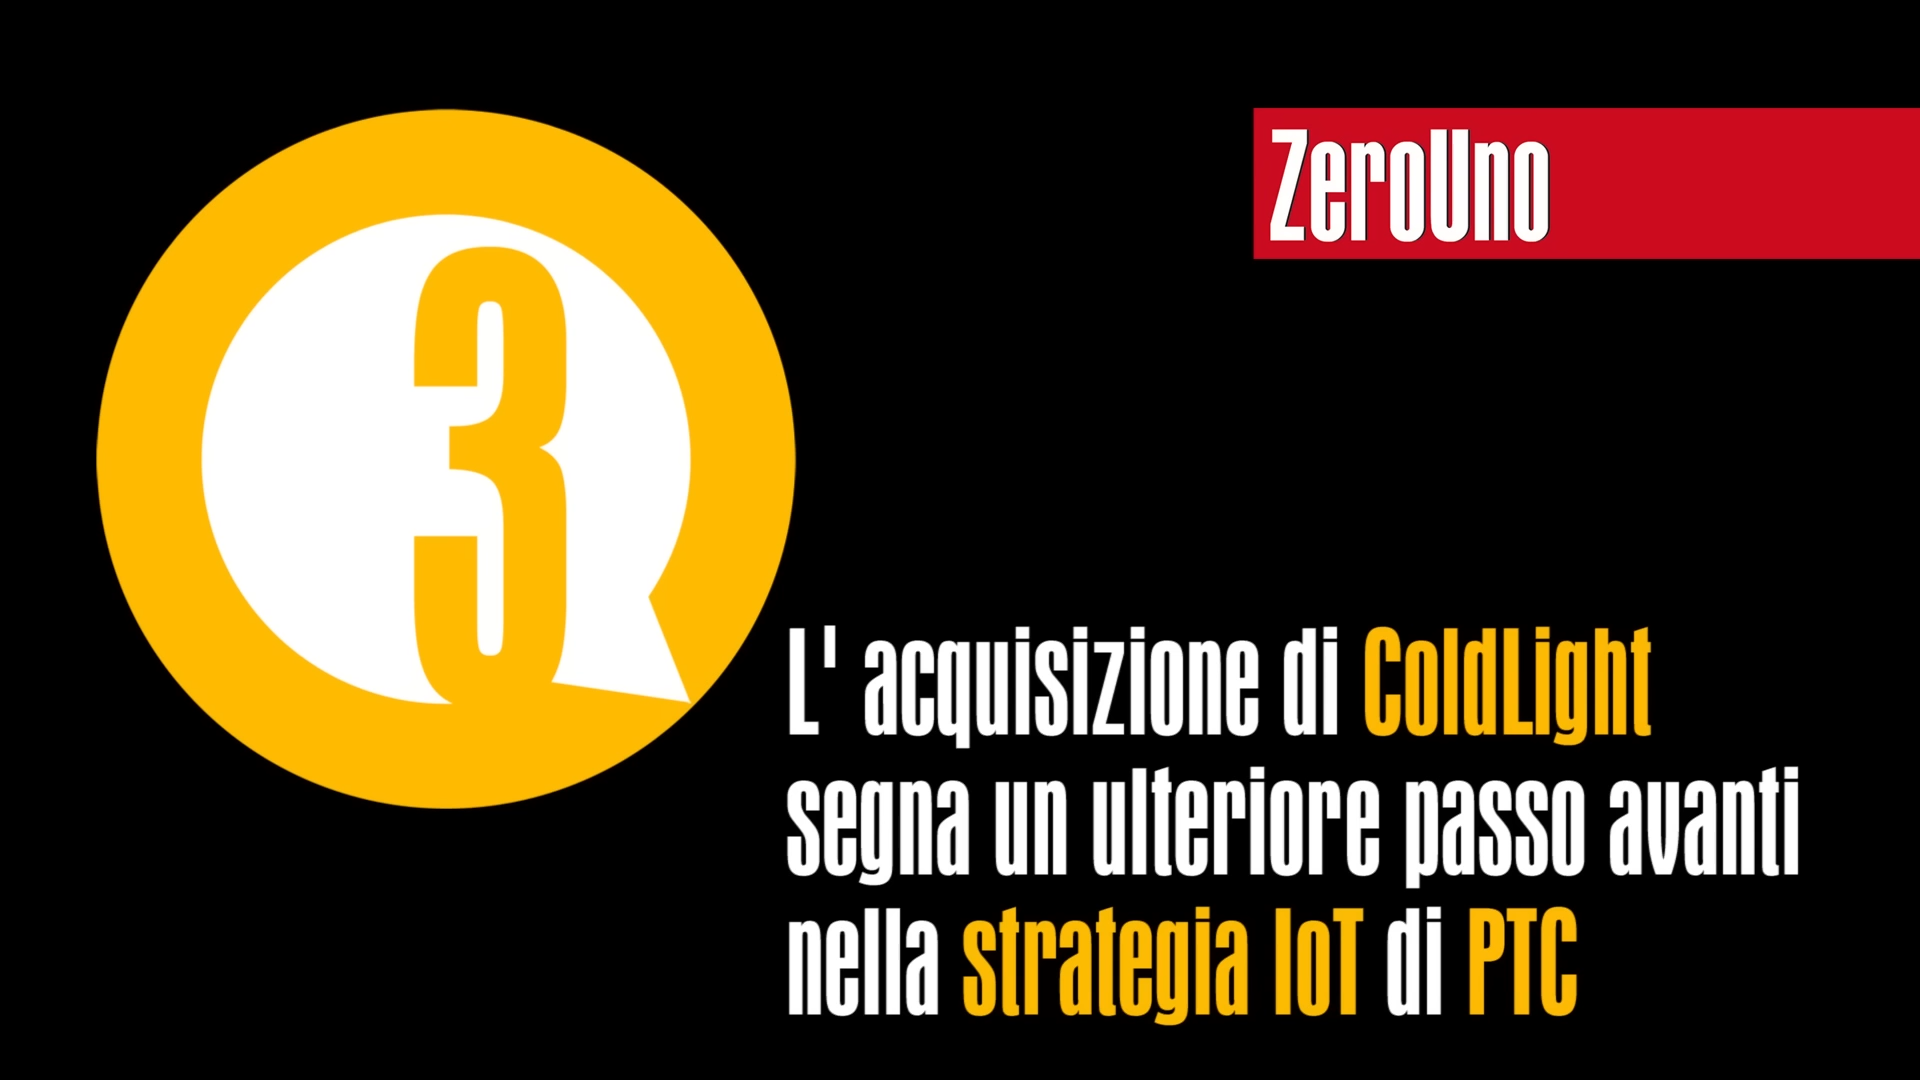 ZeroUno
3
L' acquisizione di ColdLight
segna un ulteriore passo avanti
nella strategia IoT di PTC